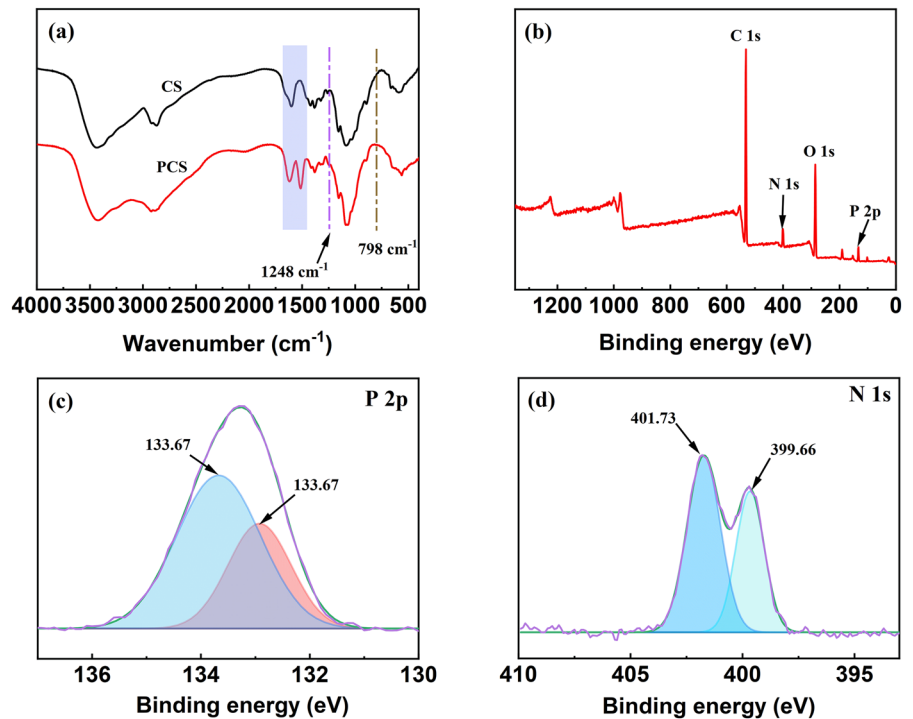 (a)
CS
PCS
1248 cm⁻¹
798 cm⁻¹
4000 3500 3000 2500 2000 1500 1000 500
Wavenumber (cm⁻¹)
(b)
C 1s
O 1s
N 1s
P 2p
1200 1000 800 600 400 200 0
Binding energy (eV)
(c)
P 2p
133.67
133.67
136 134 132 130
Binding energy (eV)
(d)
N 1s
401.73
399.66
410 405 400 395
Binding energy (eV)